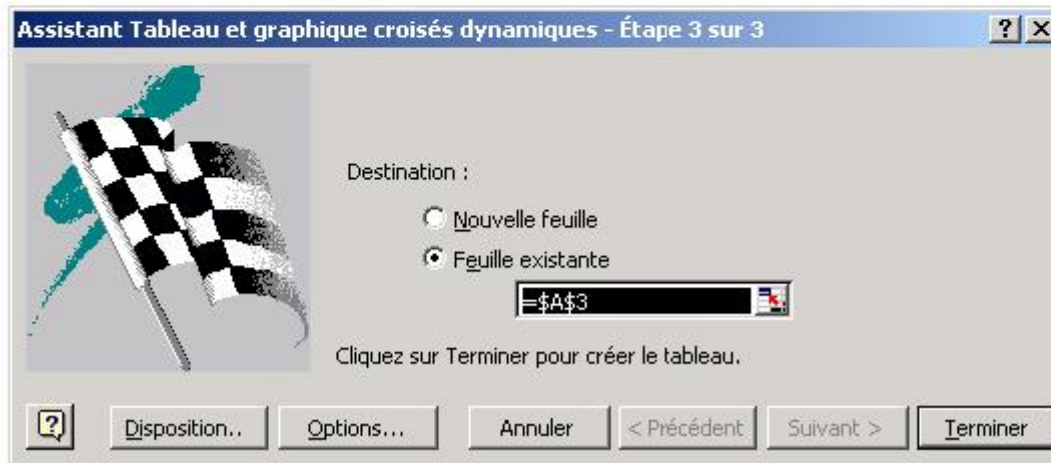 Assistant Tableau et graphique croisés dynamiques - Étape 3 sur 3
Destination :
Nouvelle feuille
Feuille existante
=$A$3
Cliquez sur Terminer pour créer le tableau.
Disposition.. Options... Annuler < Précédent Suivant > Terminer